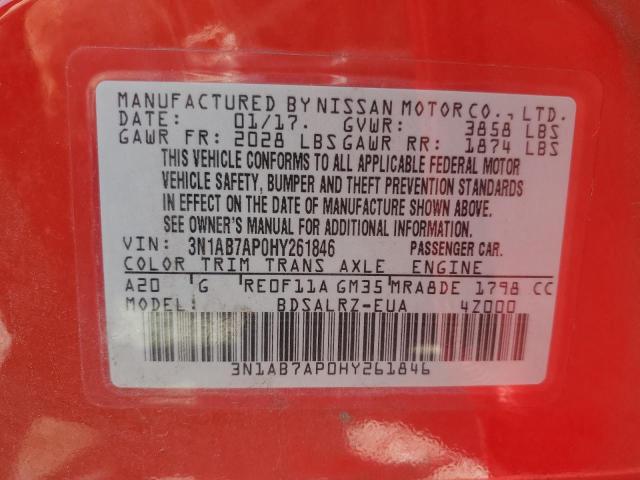 MANUFACTURED BY NISSAN MOTOR CO., LTD.
DATE: 01/17. GVWR: 3858 LBS
GAWR FR: 2028 LBS GAWR RR: 1874 LBS
THIS VEHICLE CONFORMS TO ALL APPLICABLE FEDERAL MOTOR
VEHICLE SAFETY, BUMPER AND THEFT PREVENTION STANDARDS
IN EFFECT ON THE DATE OF MANUFACTURE SHOWN ABOVE.
SEE OWNER'S MANUAL FOR ADDITIONAL INFORMATION.
VIN: 3N1AB7AP0HY261846 PASSENGER CAR.
COLOR TRIM TRANS AXLE ENGINE
A20 G RE0F11A GM35 MRA8DE 1798 CC
MODEL: BDSALRZ-EUA 4Z000
3N1AB7AP0HY261846